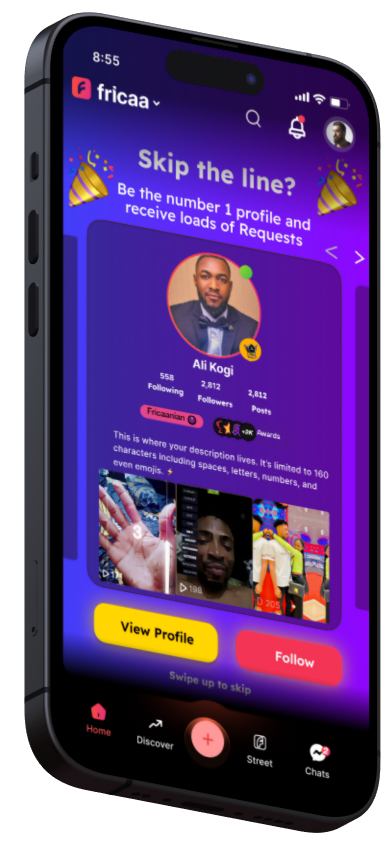 8:55
fricaa
Skip the line?
Be the number 1 profile and
receive loads of Requests
Ali Kogi
558
Following
2,812
Followers
2,812
Posts
Fricaanian
+3K
Awards
This is where your description lives. It's limited to 160
characters including spaces, letters, numbers, and
even emojis.
3
198
205
View Profile
Follow
Swipe up to skip
Home
Discover
Street
2
Chats